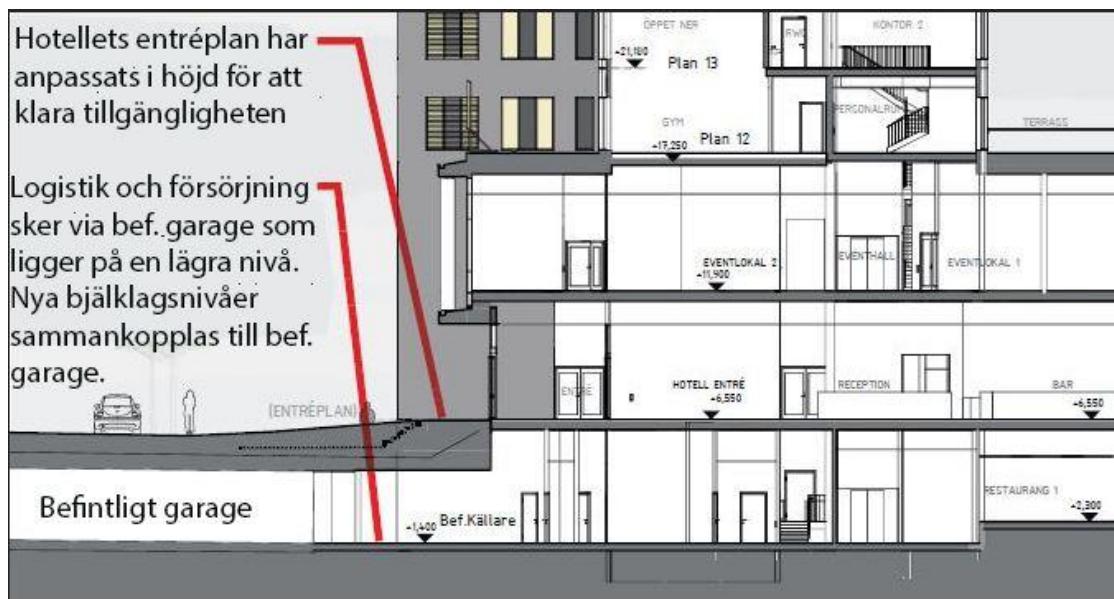 Hotellets entréplan har
anpassats i höjd för att
klara tillgängligheten
Logistik och försörjning
sker via bef. garage som
ligger på en lägra nivå.
Nya bjälklagsnivåer
sammankopplas till bef.
garage.
(ENTRÉPLAN)
Befintligt garage
ÖPPET NER
RWC
KONTOR 2
+21,180
Plan 13
PERSONALRUM
GYM
Plan 12
TERRASS
+17,250
EVENTLOKAL 2
EVENTHALL
EVENTLOKAL 1
+11,900
ENTRÉ
HOTELL ENTRÉ
RECEPTION
BAR
+6,550
+6,550
RESTAURANG 1
+2,300
+1,400
Bef.Källare